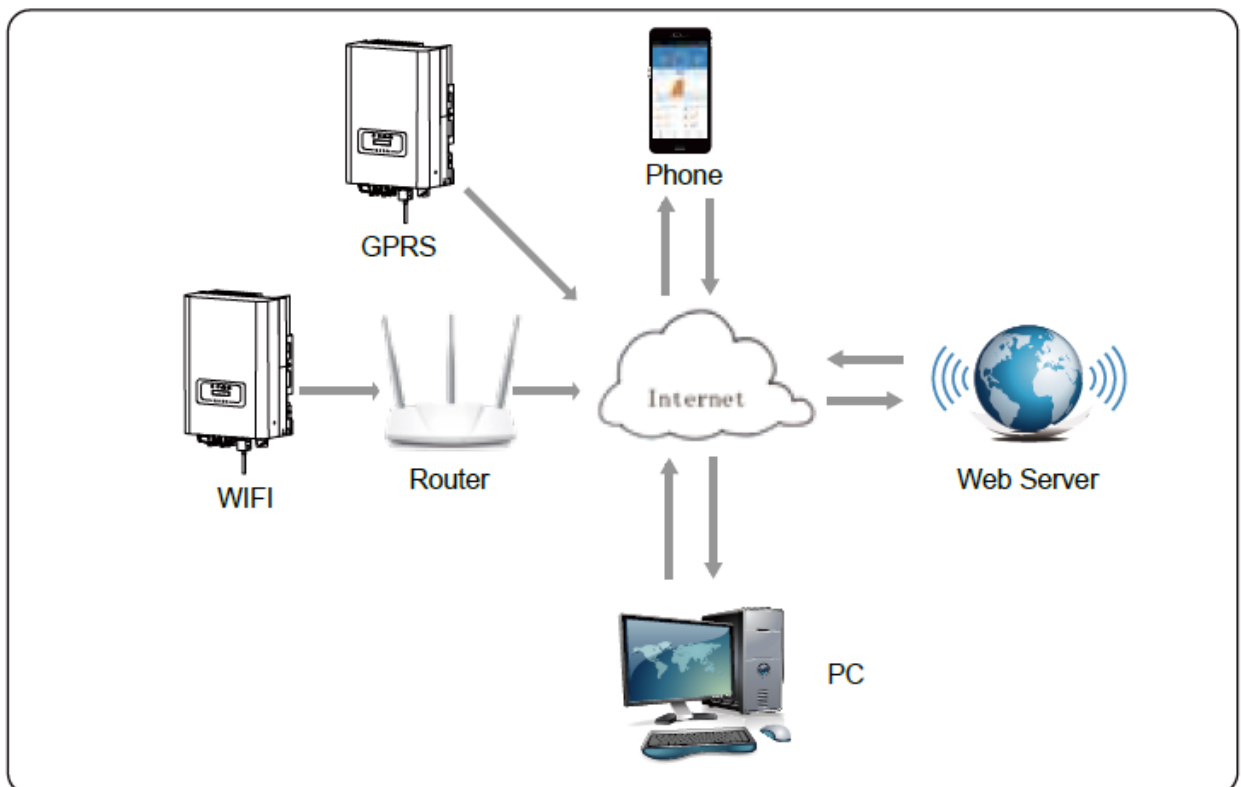 Phone
GPRS
Internet
WIFI
Router
Web Server
PC